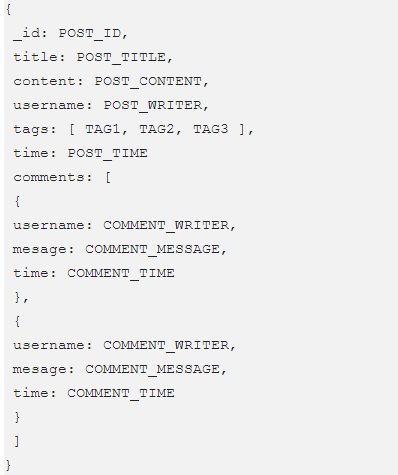 {
_id: POST_ID,
title: POST_TITLE,
content: POST_CONTENT,
username: POST_WRITER,
tags: [ TAG1, TAG2, TAG3 ],
time: POST_TIME
comments: [
{
username: COMMENT_WRITER,
mesage: COMMENT_MESSAGE,
time: COMMENT_TIME
},
{
username: COMMENT_WRITER,
mesage: COMMENT_MESSAGE,
time: COMMENT_TIME
}
]
}